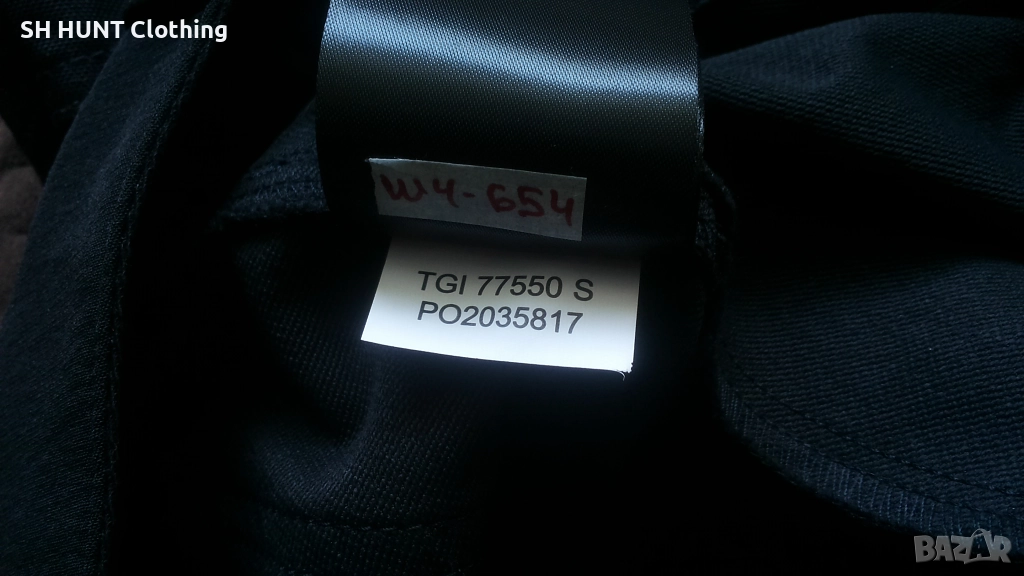 SH HUNT Clothing
W4-654
TGI 77550 S
PO2035817
BAZAR